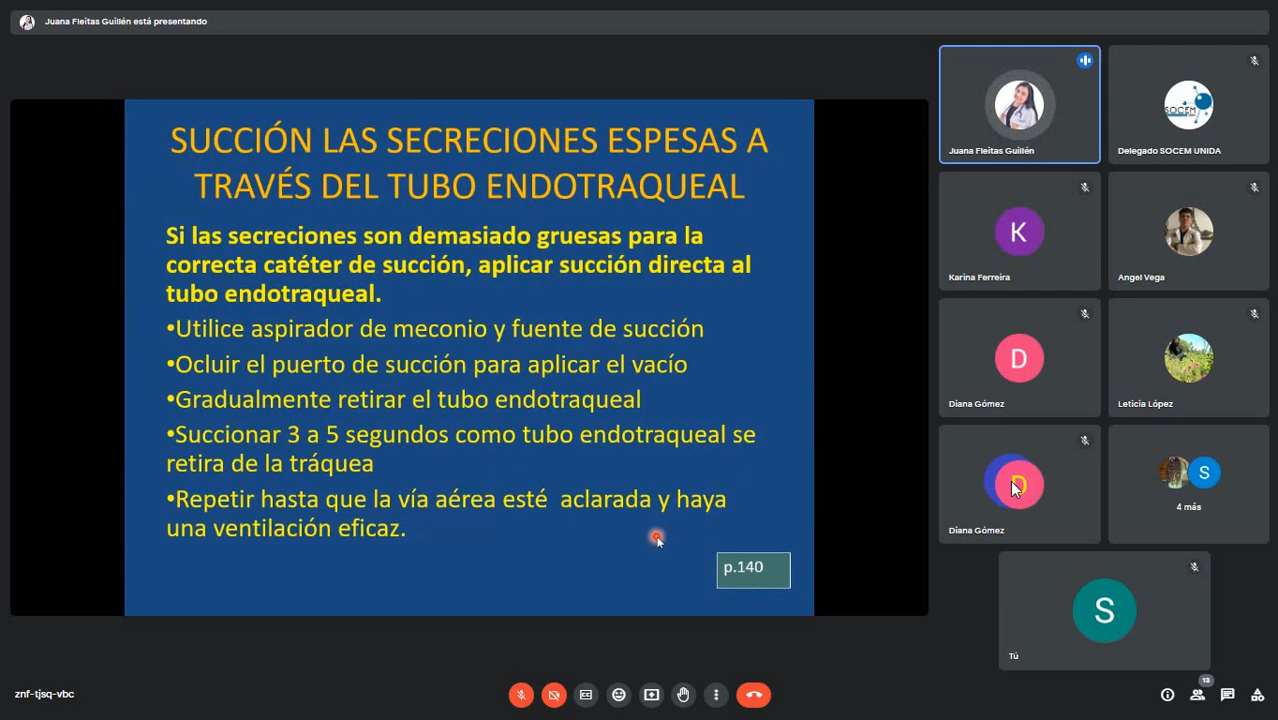 Juana Fleitas Guillén está presentando
SUCCIÓN LAS SECRECIONES ESPESAS A
TRAVÉS DEL TUBO ENDOTRAQUEAL
Si las secreciones son demasiado gruesas para la
correcta catéter de succión, aplicar succión directa al
tubo endotraqueal.
•Utilice aspirador de meconio y fuente de succión
•Ocluir el puerto de succión para aplicar el vacío
•Gradualmente retirar el tubo endotraqueal
•Succionar 3 a 5 segundos como tubo endotraqueal se
retira de la tráquea
•Repetir hasta que la vía aérea esté aclarada y haya
una ventilación eficaz.
p.140
Juana Fleitas Guillén
SOCEM
Delegado SOCEM UNIDA
K
Karina Ferreira
Angel Vega
D
Diana Gómez
Leticia López
D
Diana Gómez
S
4 más
S
Tú
znf-tjsq-vbc
13